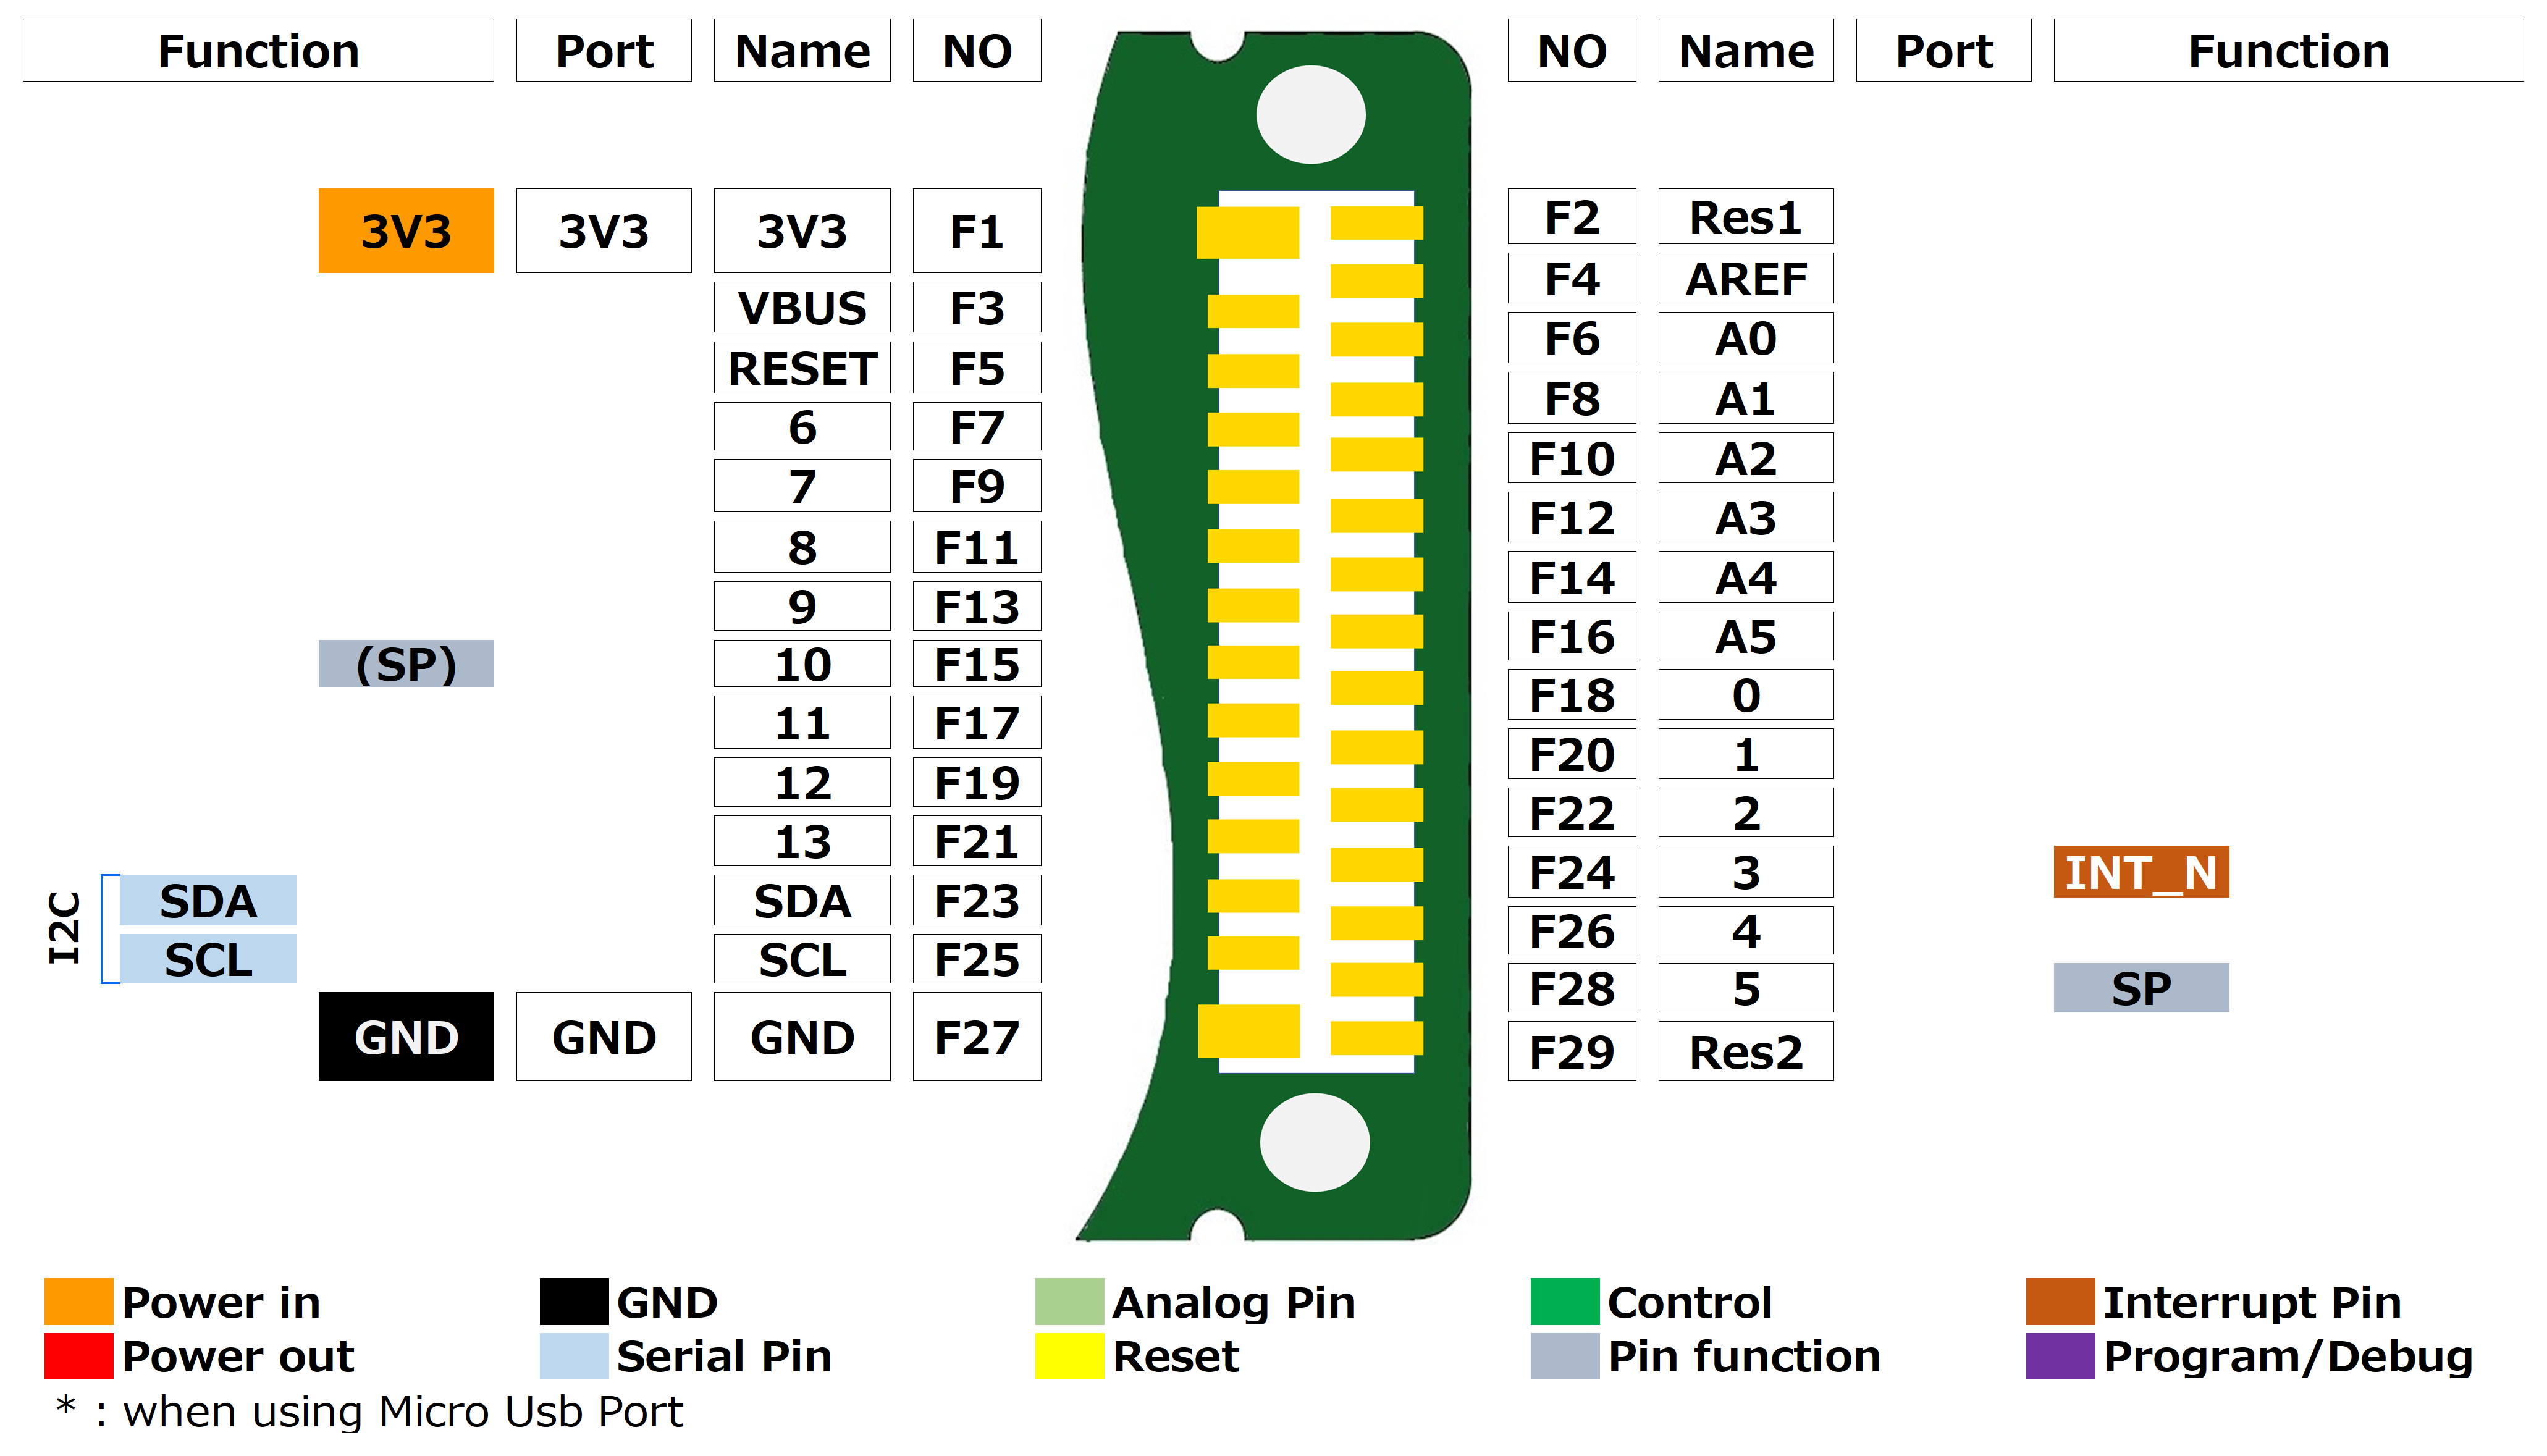 Function Port Name NO NO Name Port Function
3V3 3V3 3V3 F1 F2 Res1
VBUS F3 F4 AREF
RESET F5 F6 A0
6 F7 F8 A1
7 F9 F10 A2
8 F11 F12 A3
9 F13 F14 A4
(SP) 10 F15 F16 A5
11 F17 F18 0
12 F19 F20 1
13 F21 F22 2
I2C
SDA SDA F23 F24 3 INT_N
SCL SCL F25 F26 4
F28 5 SP
GND GND GND F27 F29 Res2
Power in GND Analog Pin Control Interrupt Pin
Power out Serial Pin Reset Pin function Program/Debug
* : when using Micro Usb Port